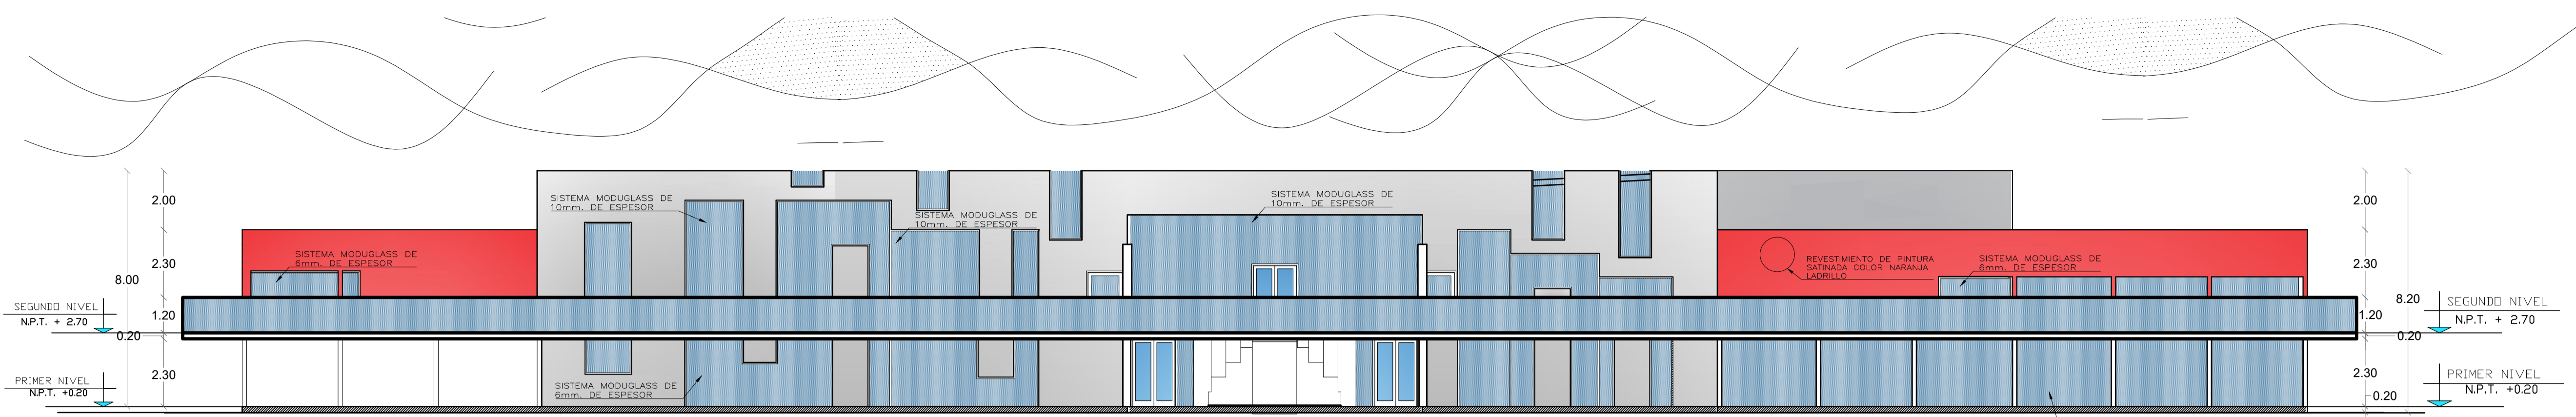 2.00
2.30
8.00
1.20
0.20
2.30
SEGUNDO NIVEL
N.P.T. + 2.70
PRIMER NIVEL
N.P.T. +0.20
SISTEMA MODUGLASS DE
6mm. DE ESPESOR
SISTEMA MODUGLASS DE
10mm. DE ESPESOR
SISTEMA MODUGLASS DE
10mm. DE ESPESOR
SISTEMA MODUGLASS DE
6mm. DE ESPESOR
SISTEMA MODUGLASS DE
10mm. DE ESPESOR
REVESTIMIENTO DE PINTURA
SATINADA COLOR NARANJA
LADRILLO
SISTEMA MODUGLASS DE
6mm. DE ESPESOR
2.00
2.30
8.20
1.20
0.20
2.30
0.20
SEGUNDO NIVEL
N.P.T. + 2.70
PRIMER NIVEL
N.P.T. +0.20